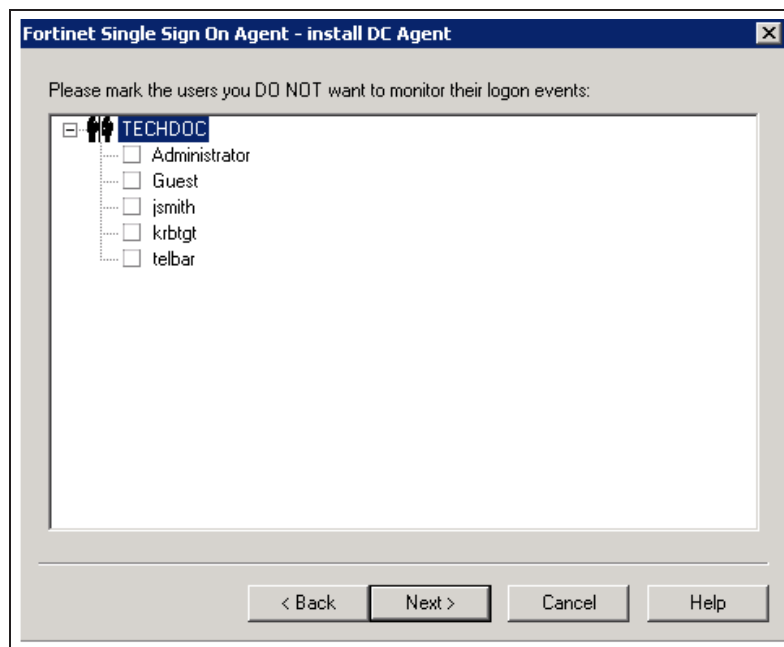 Fortinet Single Sign On Agent - install DC Agent
Please mark the users you DO NOT want to monitor their logon events:
TECHDOC
Administrator
Guest
jsmith
krbtgt
telbar
< Back
Next >
Cancel
Help